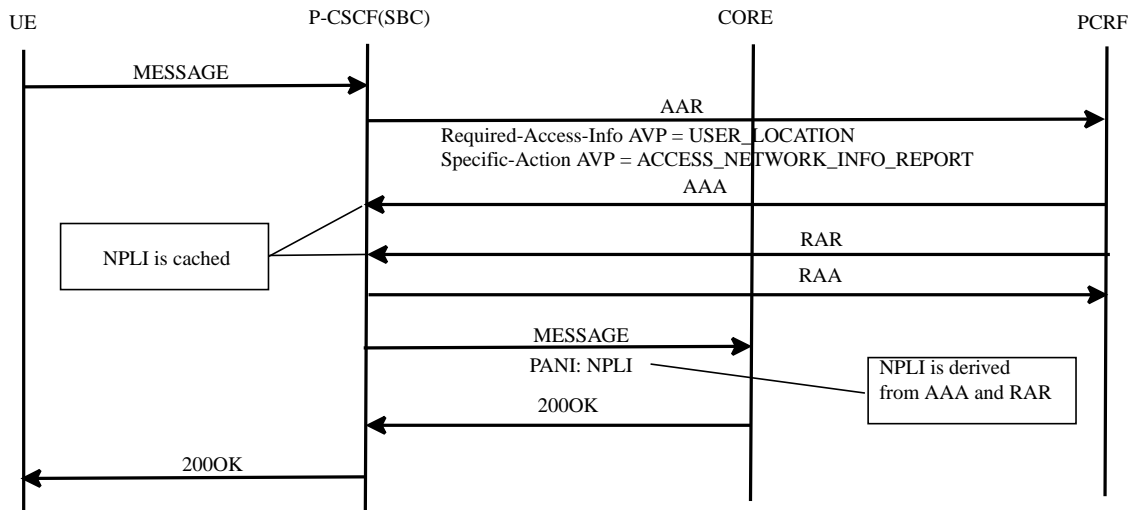 UE
P-CSCF(SBC)
CORE
PCRF
MESSAGE
AAR
Required-Access-Info AVP = USER_LOCATION
Specific-Action AVP = ACCESS_NETWORK_INFO_REPORT
AAA
NPLI is cached
RAR
RAA
MESSAGE
PANI: NPLI
NPLI is derived
from AAA and RAR
200OK
200OK